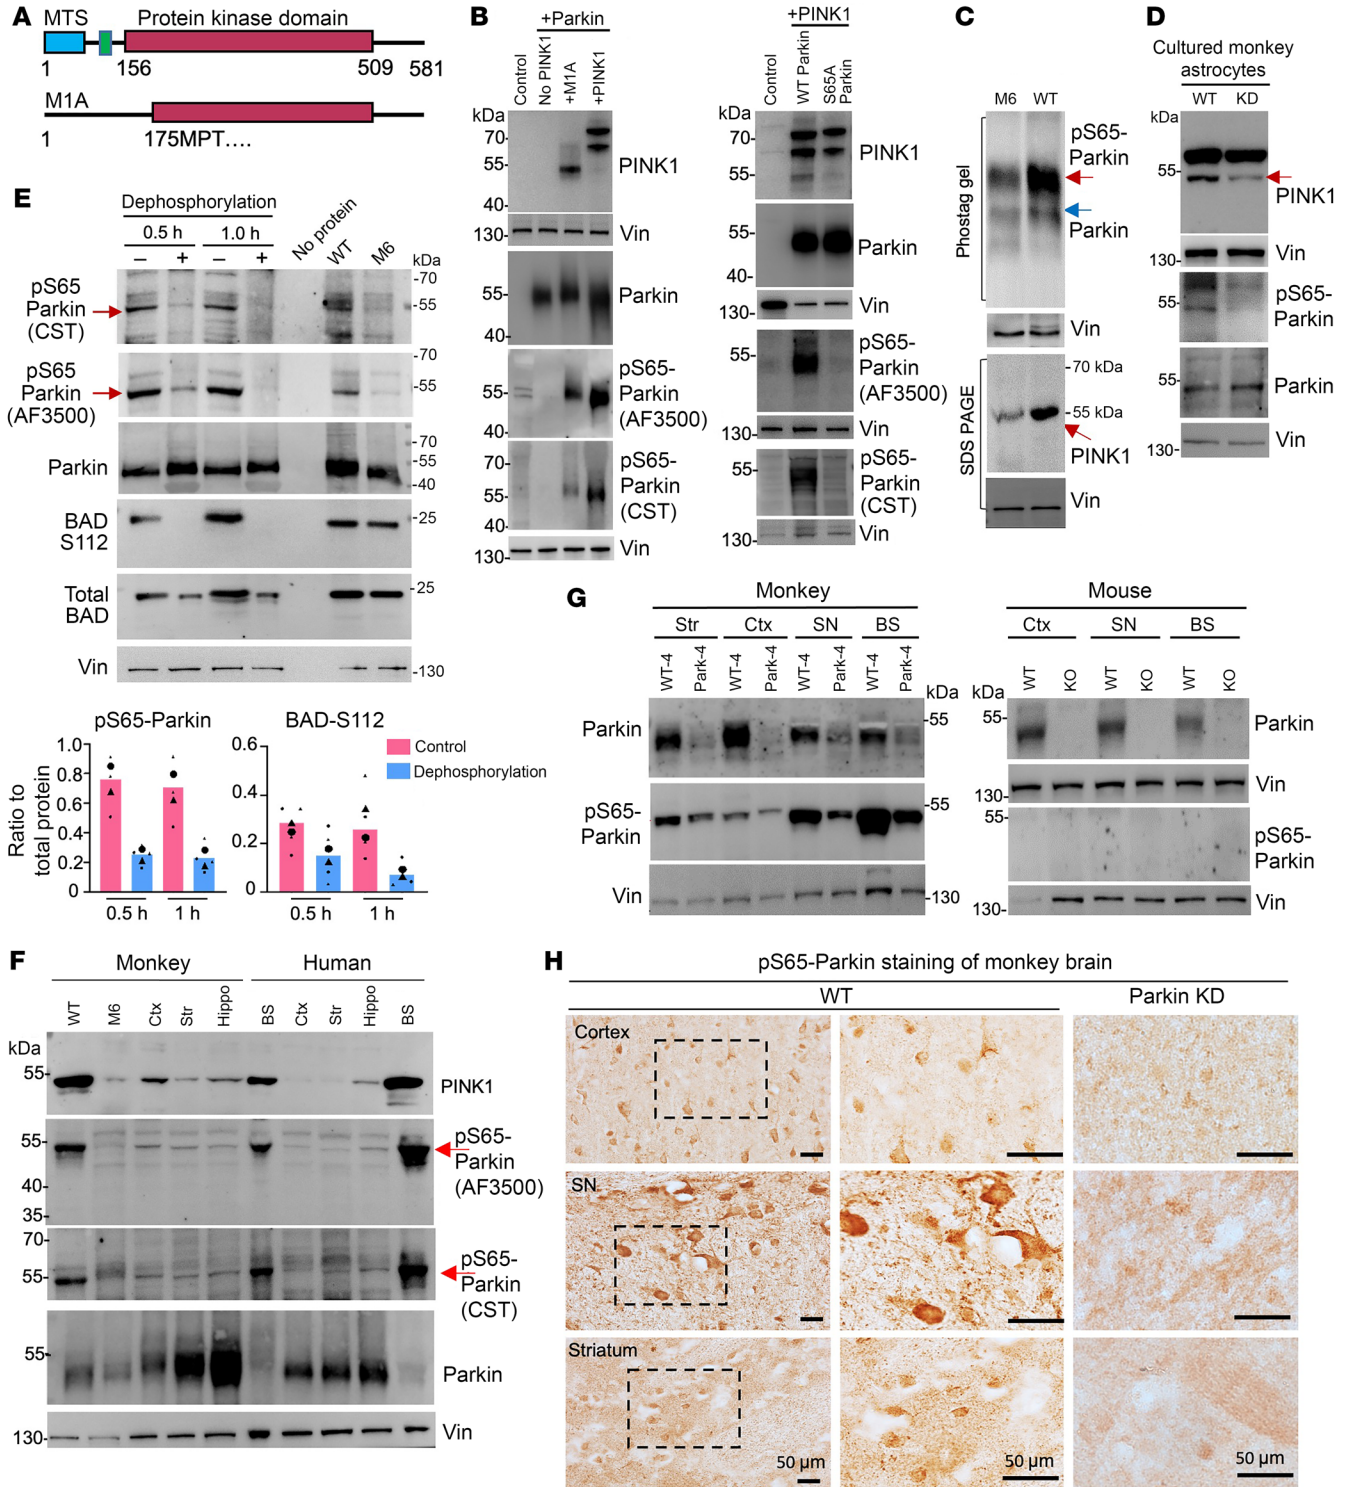 A
MTS
Protein kinase domain
1
156
509
581
M1A
1
175MPT....
B
+Parkin
Control
No PINK1
+M1A
+PINK1
kDa
70-
55-
40-
PINK1
130-
Vin
55-
40-
Parkin
55-
40-
pS65-
Parkin
(AF3500)
70-
55-
40-
pS65-
Parkin
(CST)
130-
Vin
+PINK1
Control
WT Parkin
S65A
Parkin
kDa
70-
55-
PINK1
55-
40-
Parkin
130-
Vin
55-
pS65-
Parkin
(AF3500)
130-
Vin
55-
pS65-
Parkin
(CST)
130-
Vin
C
M6
WT
Phostag gel
pS65-
Parkin
Parkin
Vin
SDS PAGE
-70 kDa
-55 kDa
PINK1
Vin
D
Cultured monkey
astrocytes
WT
KD
kDa
55-
PINK1
130-
Vin
55-
pS65-
Parkin
55-
Parkin
130-
Vin
E
Dephosphorylation
0.5 h
1.0 h
–
+
–
+
No protein
WT
M6
kDa
pS65
Parkin
(CST)
-70
-55
pS65
Parkin
(AF3500)
-70
-55
Parkin
-70
-55
-40
BAD
S112
-25
Total
BAD
-25
Vin
-130
pS65-Parkin
Ratio to
total protein
1.0
0.8
0.6
0.4
0.2
0
0.5 h
1 h
BAD-S112
0.6
0.4
0.2
0
0.5 h
1 h
Control
Dephosphorylation
F
Monkey
Human
WT
M6
Ctx
Str
Hippo
BS
Ctx
Str
Hippo
BS
kDa
55-
PINK1
55-
40-
35-
pS65-
Parkin
(AF3500)
70-
55-
pS65-
Parkin
(CST)
55-
Parkin
130-
Vin
G
Monkey
Str
Ctx
SN
BS
WT-4
Park-4
WT-4
Park-4
WT-4
Park-4
WT-4
Park-4
kDa
Parkin
-55
pS65-
Parkin
-55
Vin
-130
Mouse
Ctx
SN
BS
WT
KO
WT
KO
WT
KO
kDa
55-
Parkin
130-
Vin
55-
pS65-
Parkin
130-
Vin
H
pS65-Parkin staining of monkey brain
WT
Parkin KD
Cortex
SN
Striatum
50 µm
50 µm
50 µm